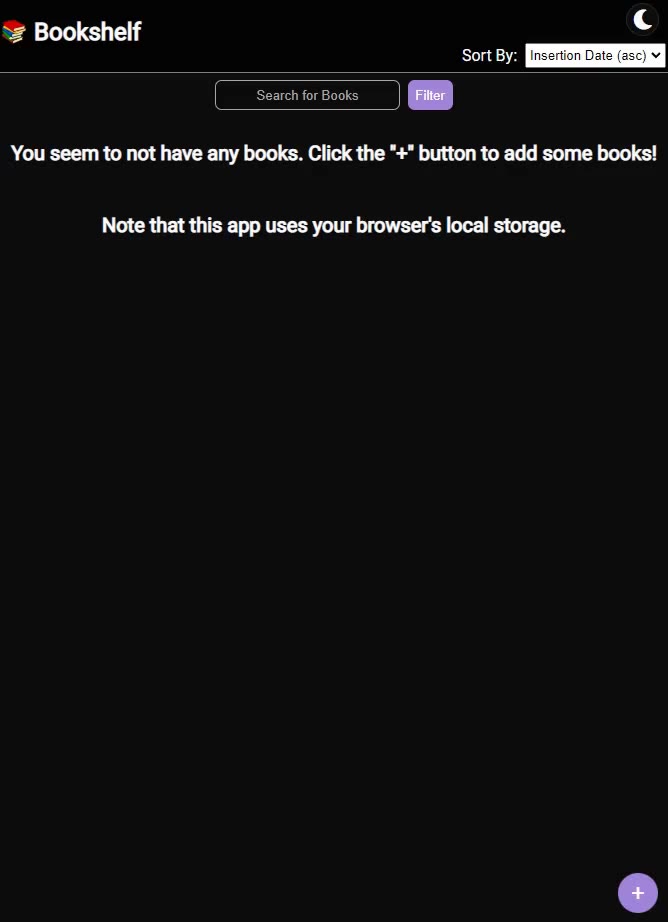 Bookshelf
Sort By: Insertion Date (asc)
Search for Books Filter
You seem to not have any books. Click the "+" button to add some books!
Note that this app uses your browser's local storage.
+